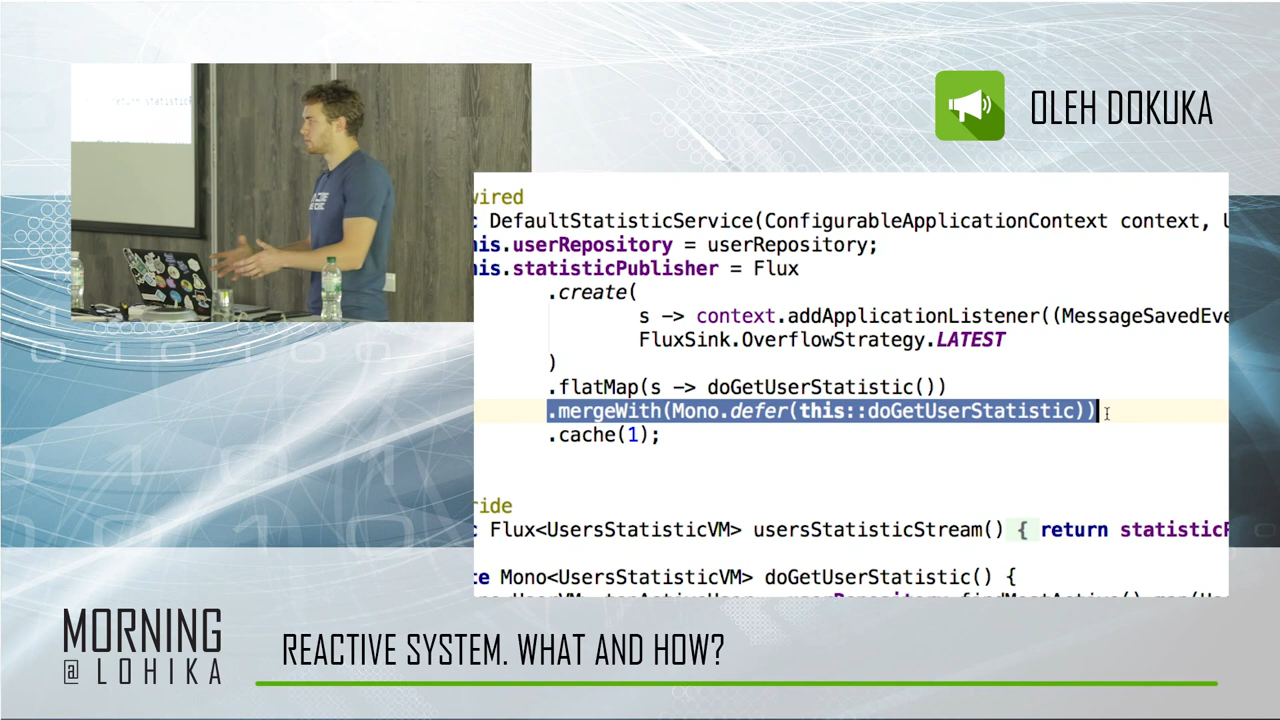 OLEH DOKUKA
wired
c DefaultStatisticService(ConfigurableApplicationContext context, U
his.userRepository = userRepository;
his.statisticPublisher = Flux
.create(
s -> context.addApplicationListener((MessageSavedEve
FluxSink.OverflowStrategy.LATEST
)
.flatMap(s -> doGetUserStatistic())
.mergeWith(Mono.defer(this::doGetUserStatistic))
.cache(1);
ride
c Flux<UsersStatisticVM> usersStatisticStream() { return statisticP
te Mono<UsersStatisticVM> doGetUserStatistic() {
MORNING
@ LOHIKA
REACTIVE SYSTEM. WHAT AND HOW?